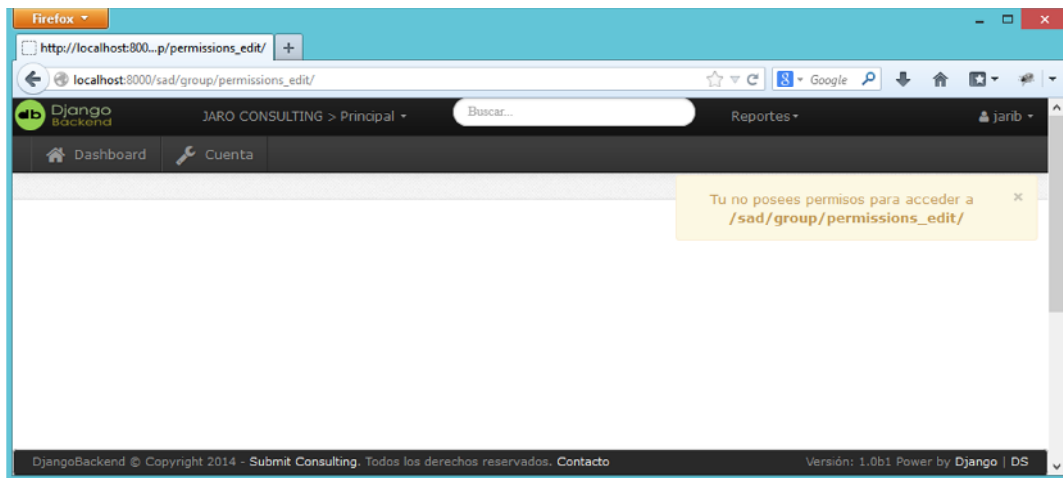 Firefox
http://localhost:800...p/permissions_edit/
localhost:8000/sad/group/permissions_edit/
Google
db Django Backend
JARO CONSULTING > Principal
Buscar...
Reportes
jarib
Dashboard
Cuenta
Tu no posees permisos para acceder a
/sad/group/permissions_edit/
DjangoBackend © Copyright 2014 - Submit Consulting. Todos los derechos reservados. Contacto
Versión: 1.0b1 Power by Django | DS